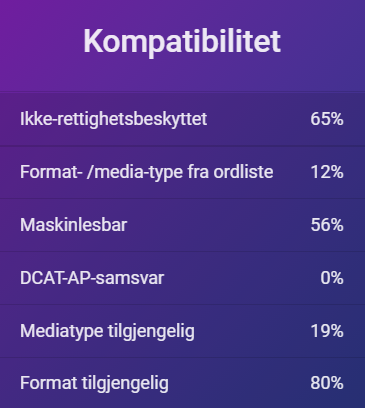 Kompatibilitet
Ikke-rettighetsbeskyttet 65%
Format- /media-type fra ordliste 12%
Maskinlesbar 56%
DCAT-AP-samsvar 0%
Mediatype tilgjengelig 19%
Format tilgjengelig 80%